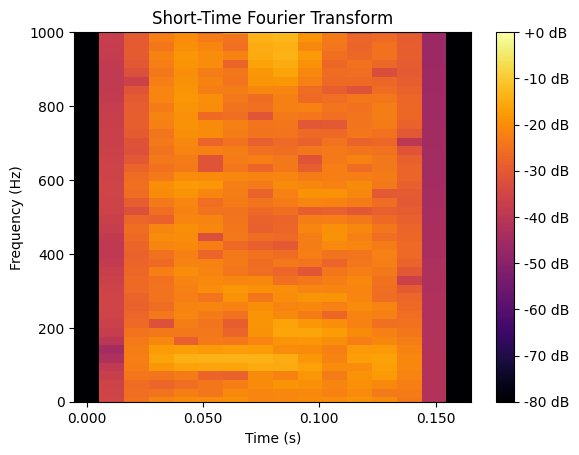 Short-Time Fourier Transform
1000
800
600
400
200
0
Frequency (Hz)
0.000
0.050
0.100
0.150
Time (s)
+0 dB
-10 dB
-20 dB
-30 dB
-40 dB
-50 dB
-60 dB
-70 dB
-80 dB